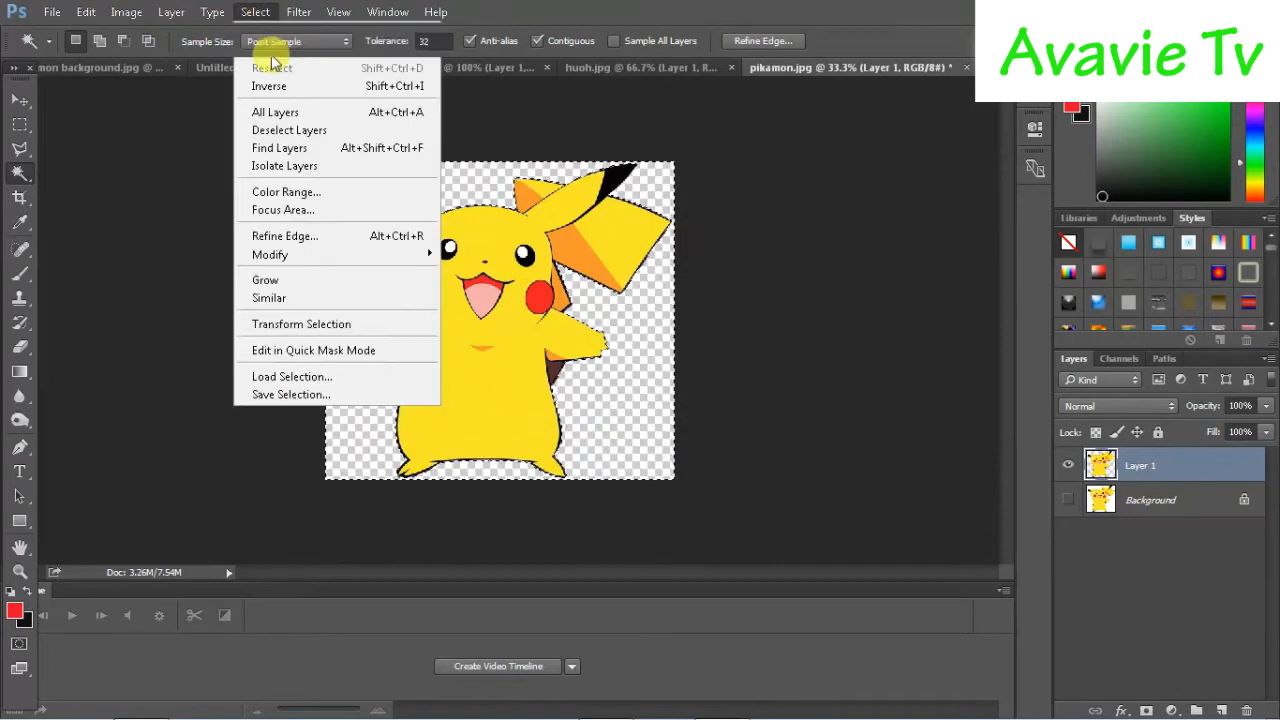 Ps File Edit Image Layer Type Select Filter View Window Help
Avavie Tv
Sample Size: Point Sample Tolerance: 32 Anti-alias Contiguous Sample All Layers Refine Edge...
mon background.jpg @ ... × Untitled @ 100% (Layer 1, ... × huoh.jpg @ 66.7% (Layer 1, R... × pikamon.jpg @ 33.3% (Layer 1, RGB/8#) * ×
Reselect Shift+Ctrl+D
Inverse Shift+Ctrl+I
All Layers Alt+Ctrl+A
Deselect Layers
Find Layers Alt+Shift+Ctrl+F
Isolate Layers
Color Range...
Focus Area...
Refine Edge... Alt+Ctrl+R
Modify
Grow
Similar
Transform Selection
Edit in Quick Mask Mode
Load Selection...
Save Selection...
Libraries Adjustments Styles
Layers Channels Paths
Kind
Normal Opacity: 100%
Lock: Fill: 100%
Layer 1
Background
Doc: 3.26M/7.54M
Create Video Timeline